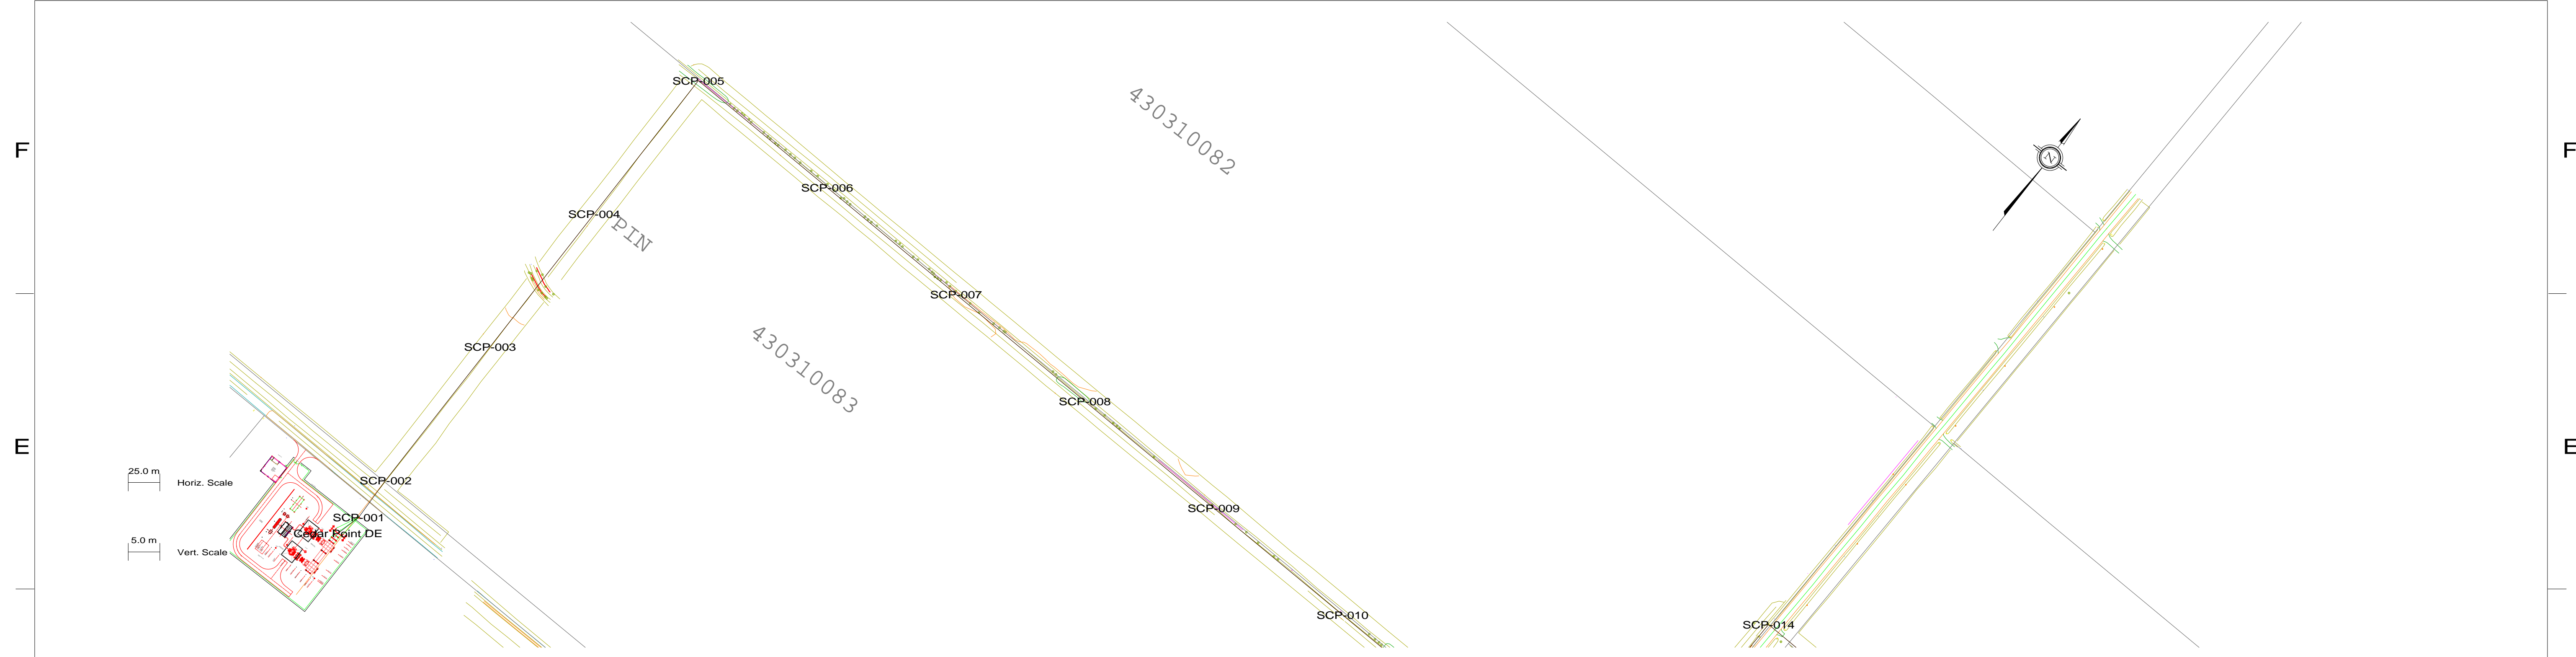 SCP-005
430310082
F
F
SCP-006
SCP-004
PIN
N
SCP-007
SCP-003
430310083
SCP-008
E
E
25.0 m
Horiz. Scale
SCP-002
SCP-009
SCP-001
Cedar Point DE
5.0 m
Vert. Scale
SCP-010
SCP-014